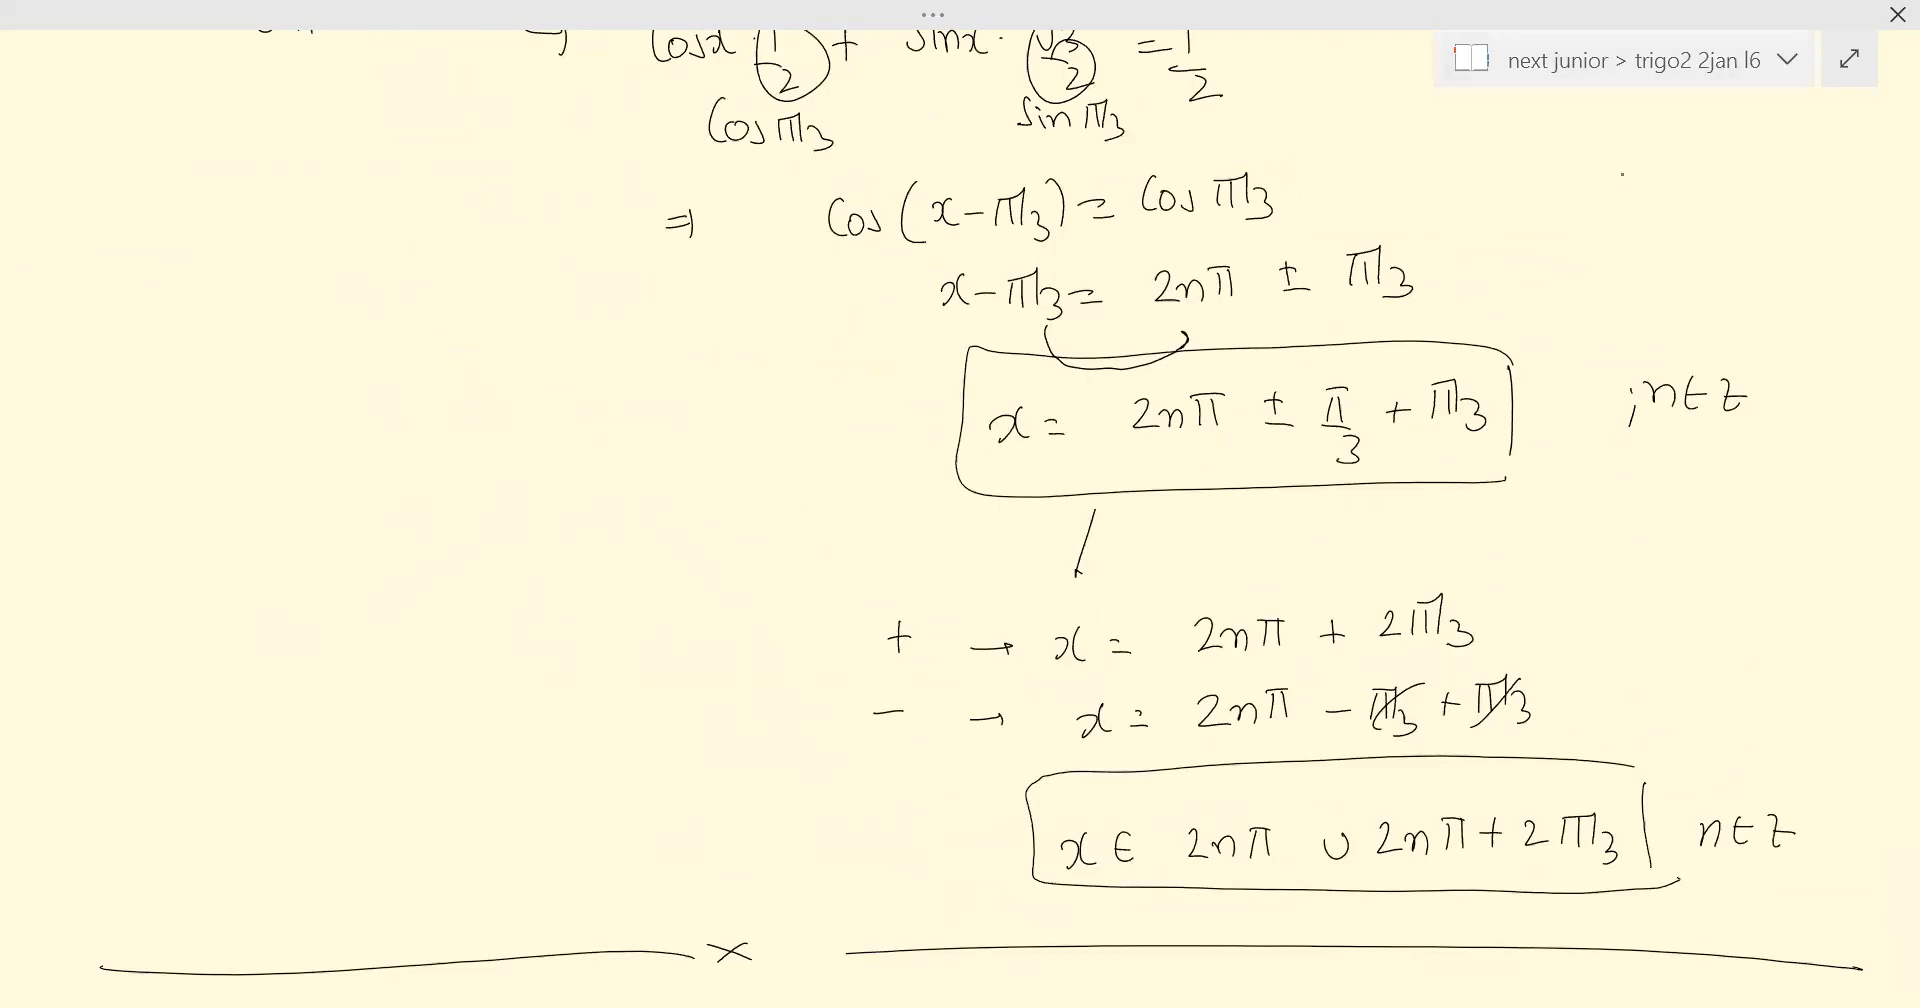 next junior > trigo2 2jan l6
⇒ cosx (1/2) + sinx · (√3/2) = 1/2
cos π/3 sin π/3
⇒ cos(x-π/3) = cos π/3
x-π/3 = 2nπ ± π/3
x = 2nπ ± π/3 + π/3 ; n∈z
+ → x = 2nπ + 2π/3
- → x = 2nπ - π/3 + π/3
x∈ 2nπ ∪ 2nπ + 2π/3 n∈z